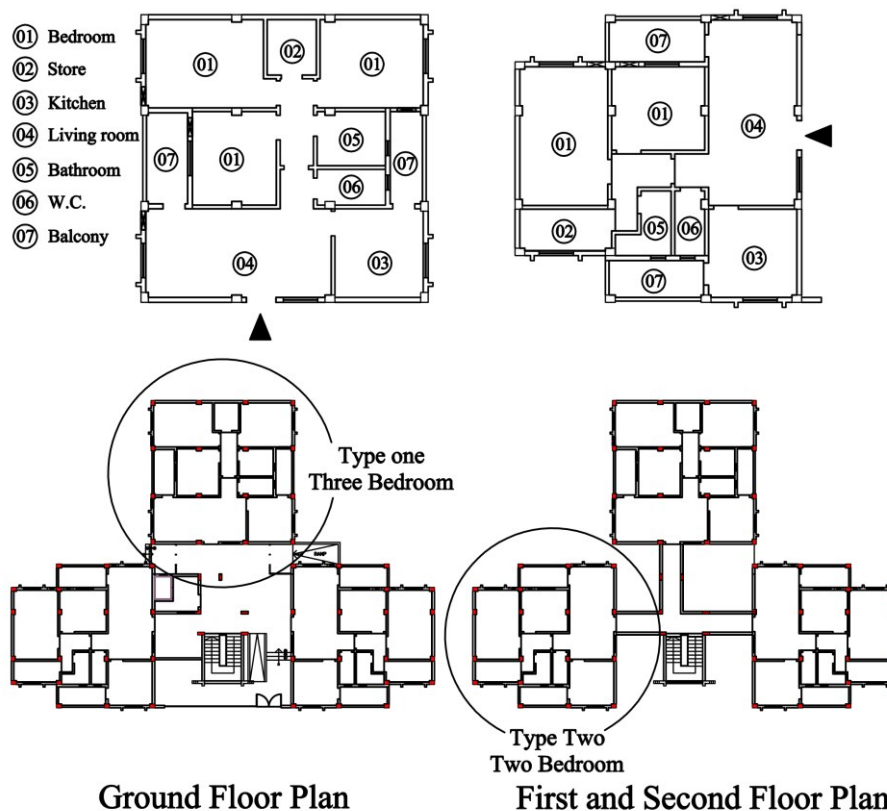 01 Bedroom
02 Store
03 Kitchen
04 Living room
05 Bathroom
06 W.C.
07 Balcony
01
02
01
07
01
05
07
06
04
03
07
01
01
04
02
05
06
03
07
Type one
Three Bedroom
RAMP
Type Two
Two Bedroom
Ground Floor Plan
First and Second Floor Plan